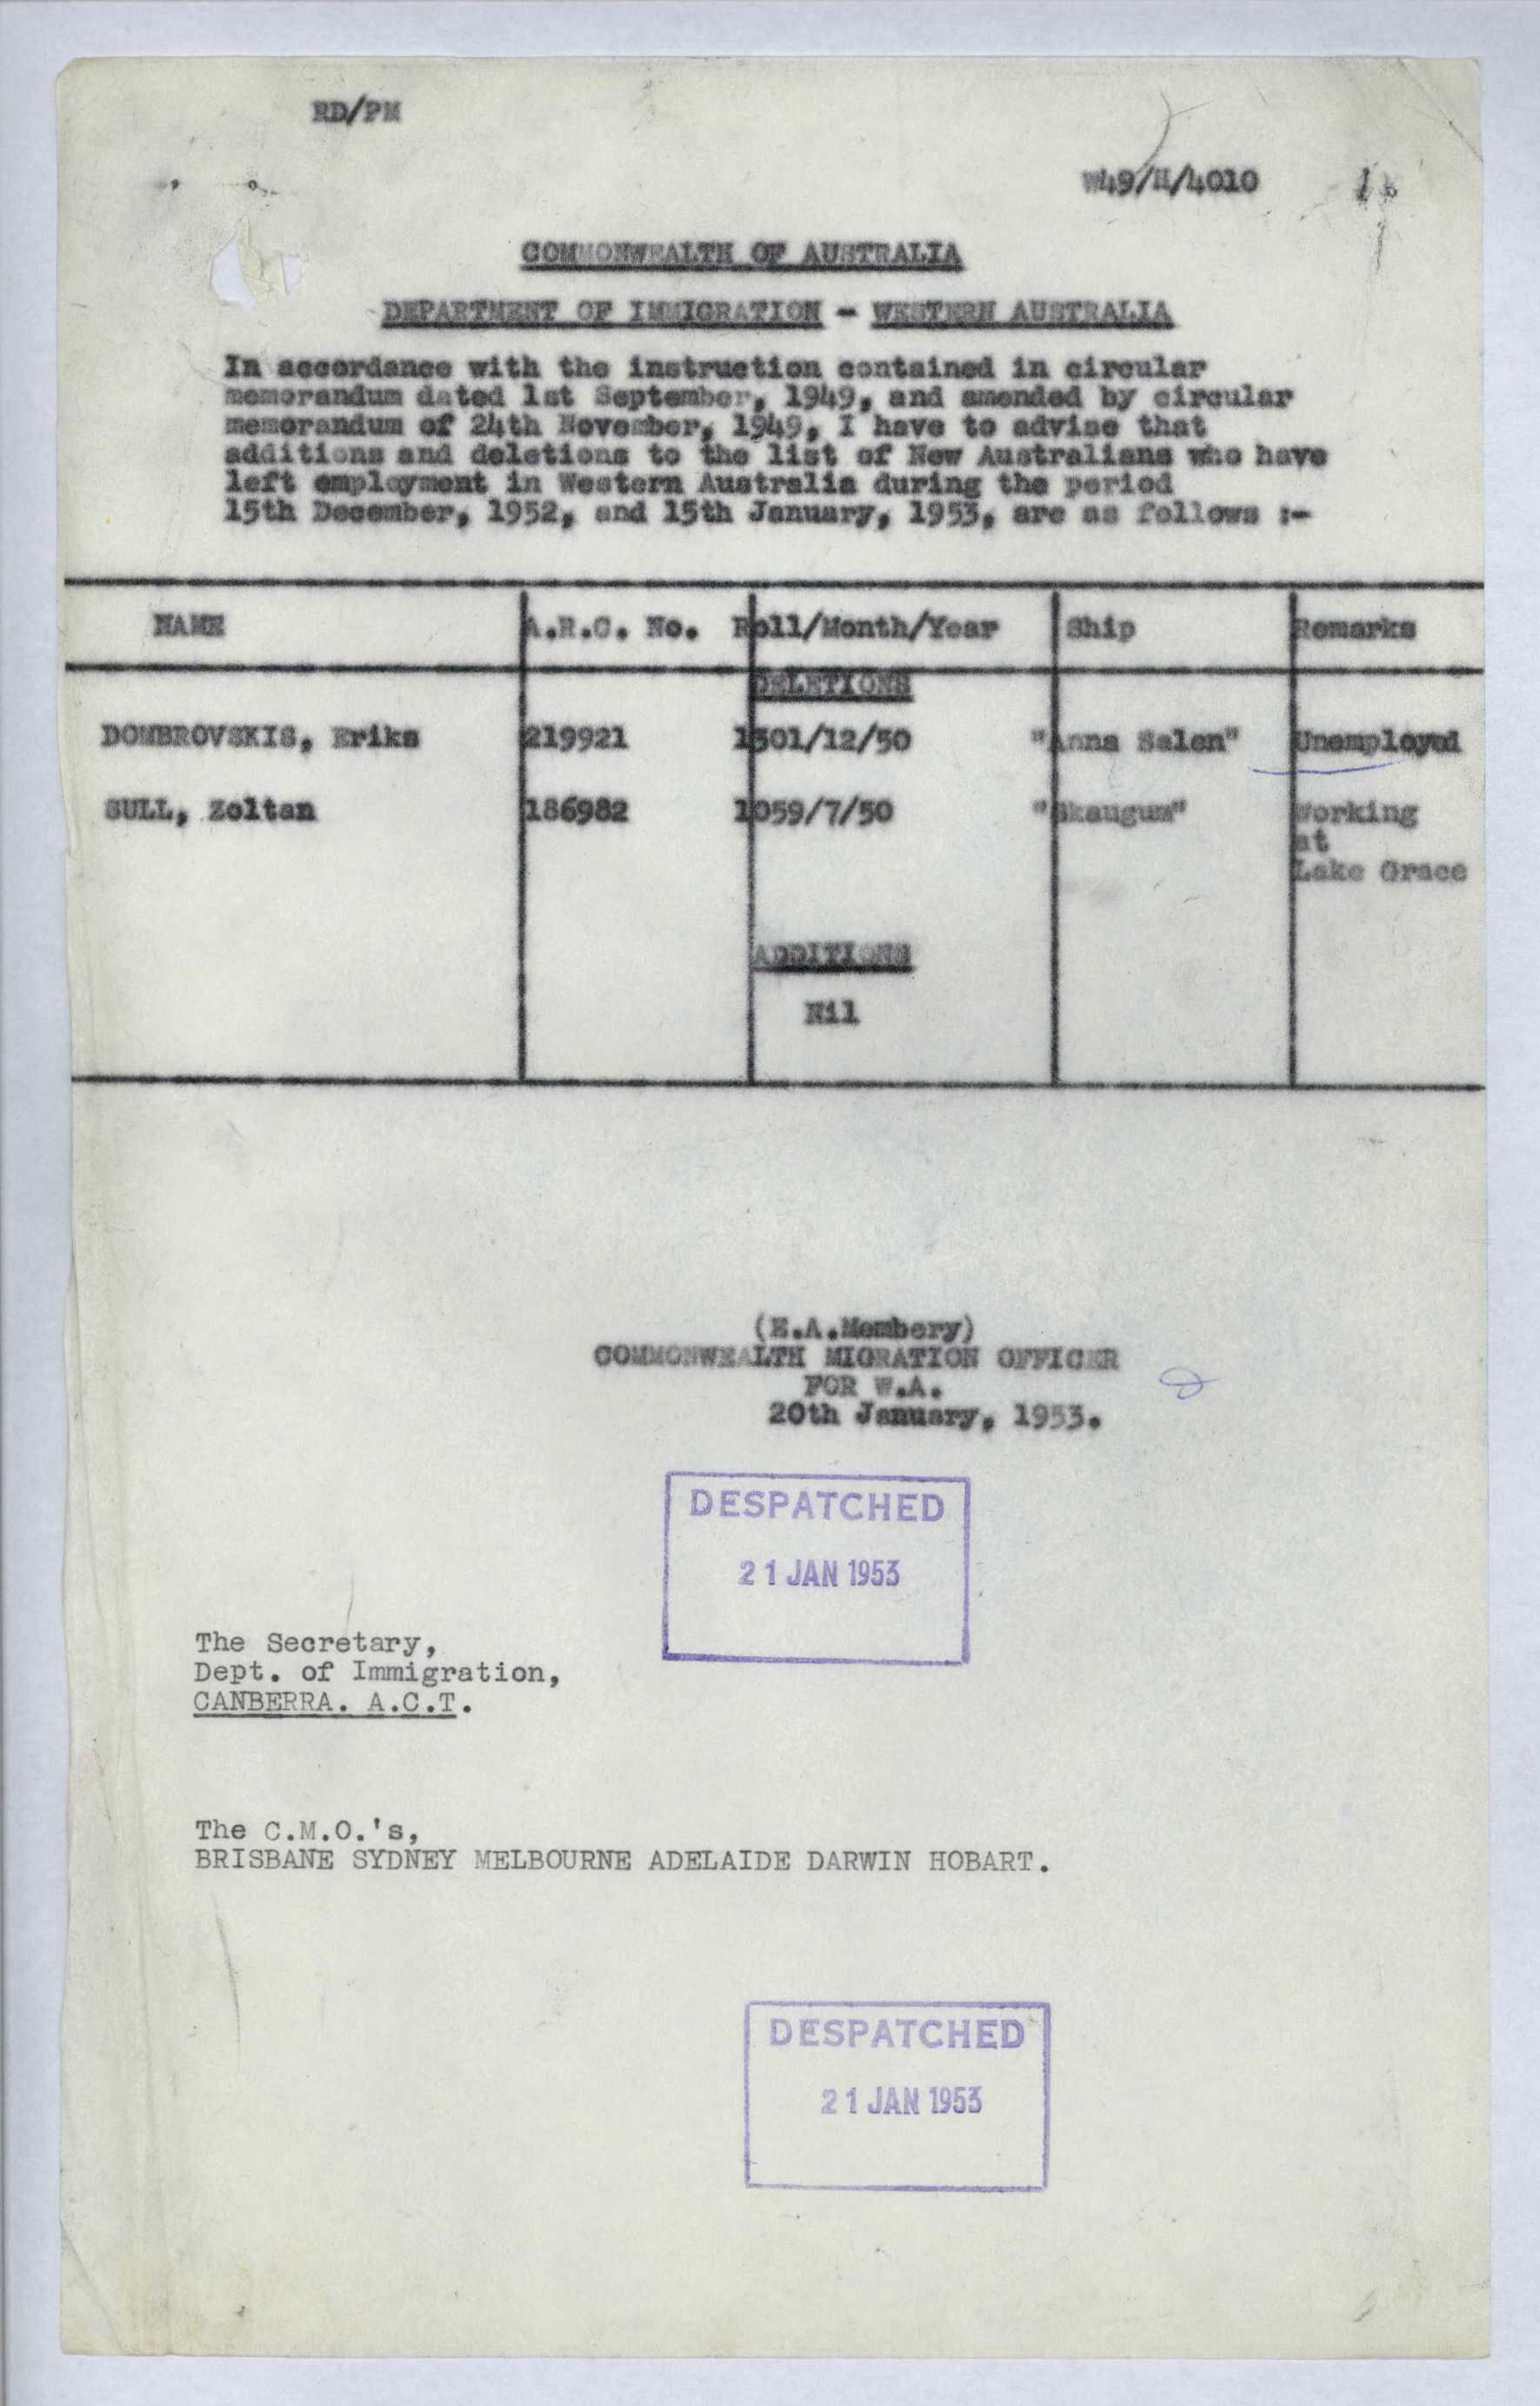 RD/PM
W49/H/4010
COMMONWEALTH OF AUSTRALIA
DEPARTMENT OF IMMIGRATION - WESTERN AUSTRALIA
In accordance with the instruction contained in circular
memorandum dated 1st September, 1949, and amended by circular
memorandum of 24th November, 1949, I have to advise that
additions and deletions to the list of New Australians who have
left employment in Western Australia during the period
15th December, 1952, and 15th January, 1953, are as follows :-
NAME A.R.C. No. Roll/Month/Year Ship Remarks
DELETIONS
DOMBROVSKIS, Eriks 219921 1301/12/50 "Anna Salen" Unemployed
SULL, Zoltan 186982 1059/7/50 "Skaugum" Working
at
Lake Grace
ADDITIONS
Nil
(E.A.Membery)
COMMONWEALTH MIGRATION OFFICER
FOR W.A.
20th January, 1953.
DESPATCHED
21 JAN 1953
The Secretary,
Dept. of Immigration,
CANBERRA. A.C.T.
The C.M.O.'s,
BRISBANE SYDNEY MELBOURNE ADELAIDE DARWIN HOBART.
DESPATCHED
21 JAN 1953